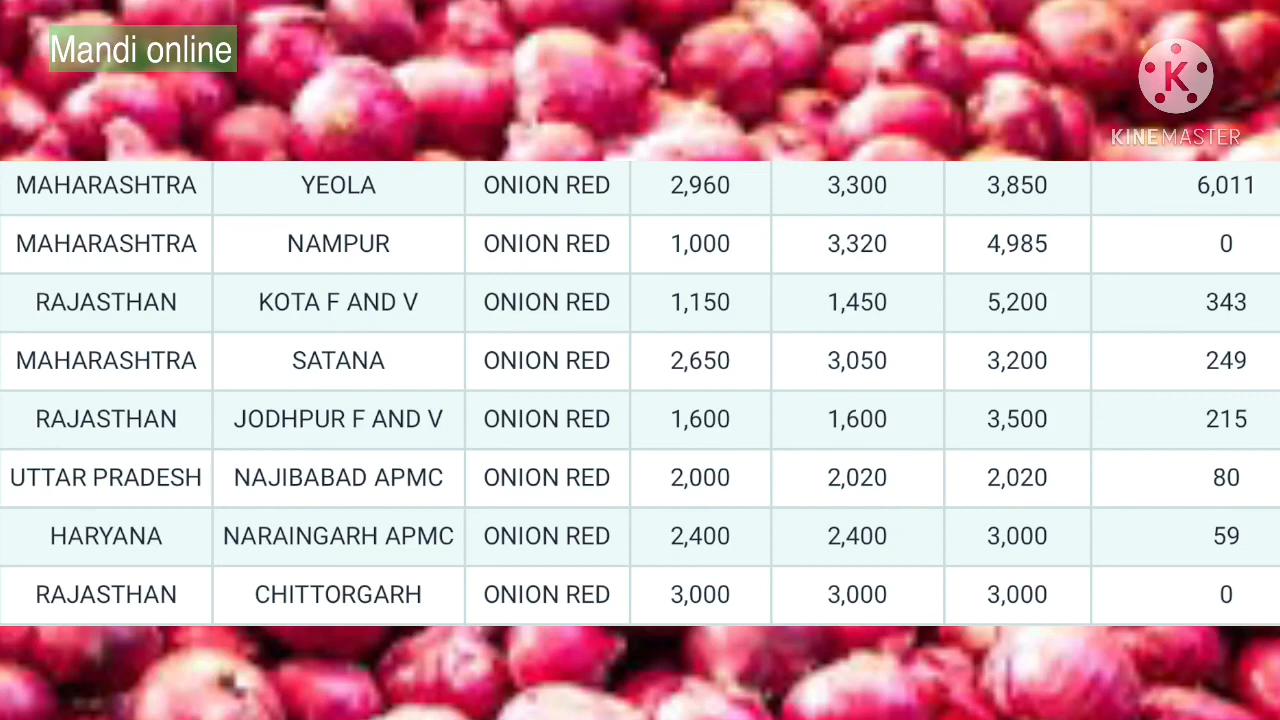 Mandi online
K
KINEMASTER
MAHARASHTRA YEOLA ONION RED 2,960 3,300 3,850 6,011
MAHARASHTRA NAMPUR ONION RED 1,000 3,320 4,985 0
RAJASTHAN KOTA F AND V ONION RED 1,150 1,450 5,200 343
MAHARASHTRA SATANA ONION RED 2,650 3,050 3,200 249
RAJASTHAN JODHPUR F AND V ONION RED 1,600 1,600 3,500 215
UTTAR PRADESH NAJIBABAD APMC ONION RED 2,000 2,020 2,020 80
HARYANA NARAINGARH APMC ONION RED 2,400 2,400 3,000 59
RAJASTHAN CHITTORGARH ONION RED 3,000 3,000 3,000 0